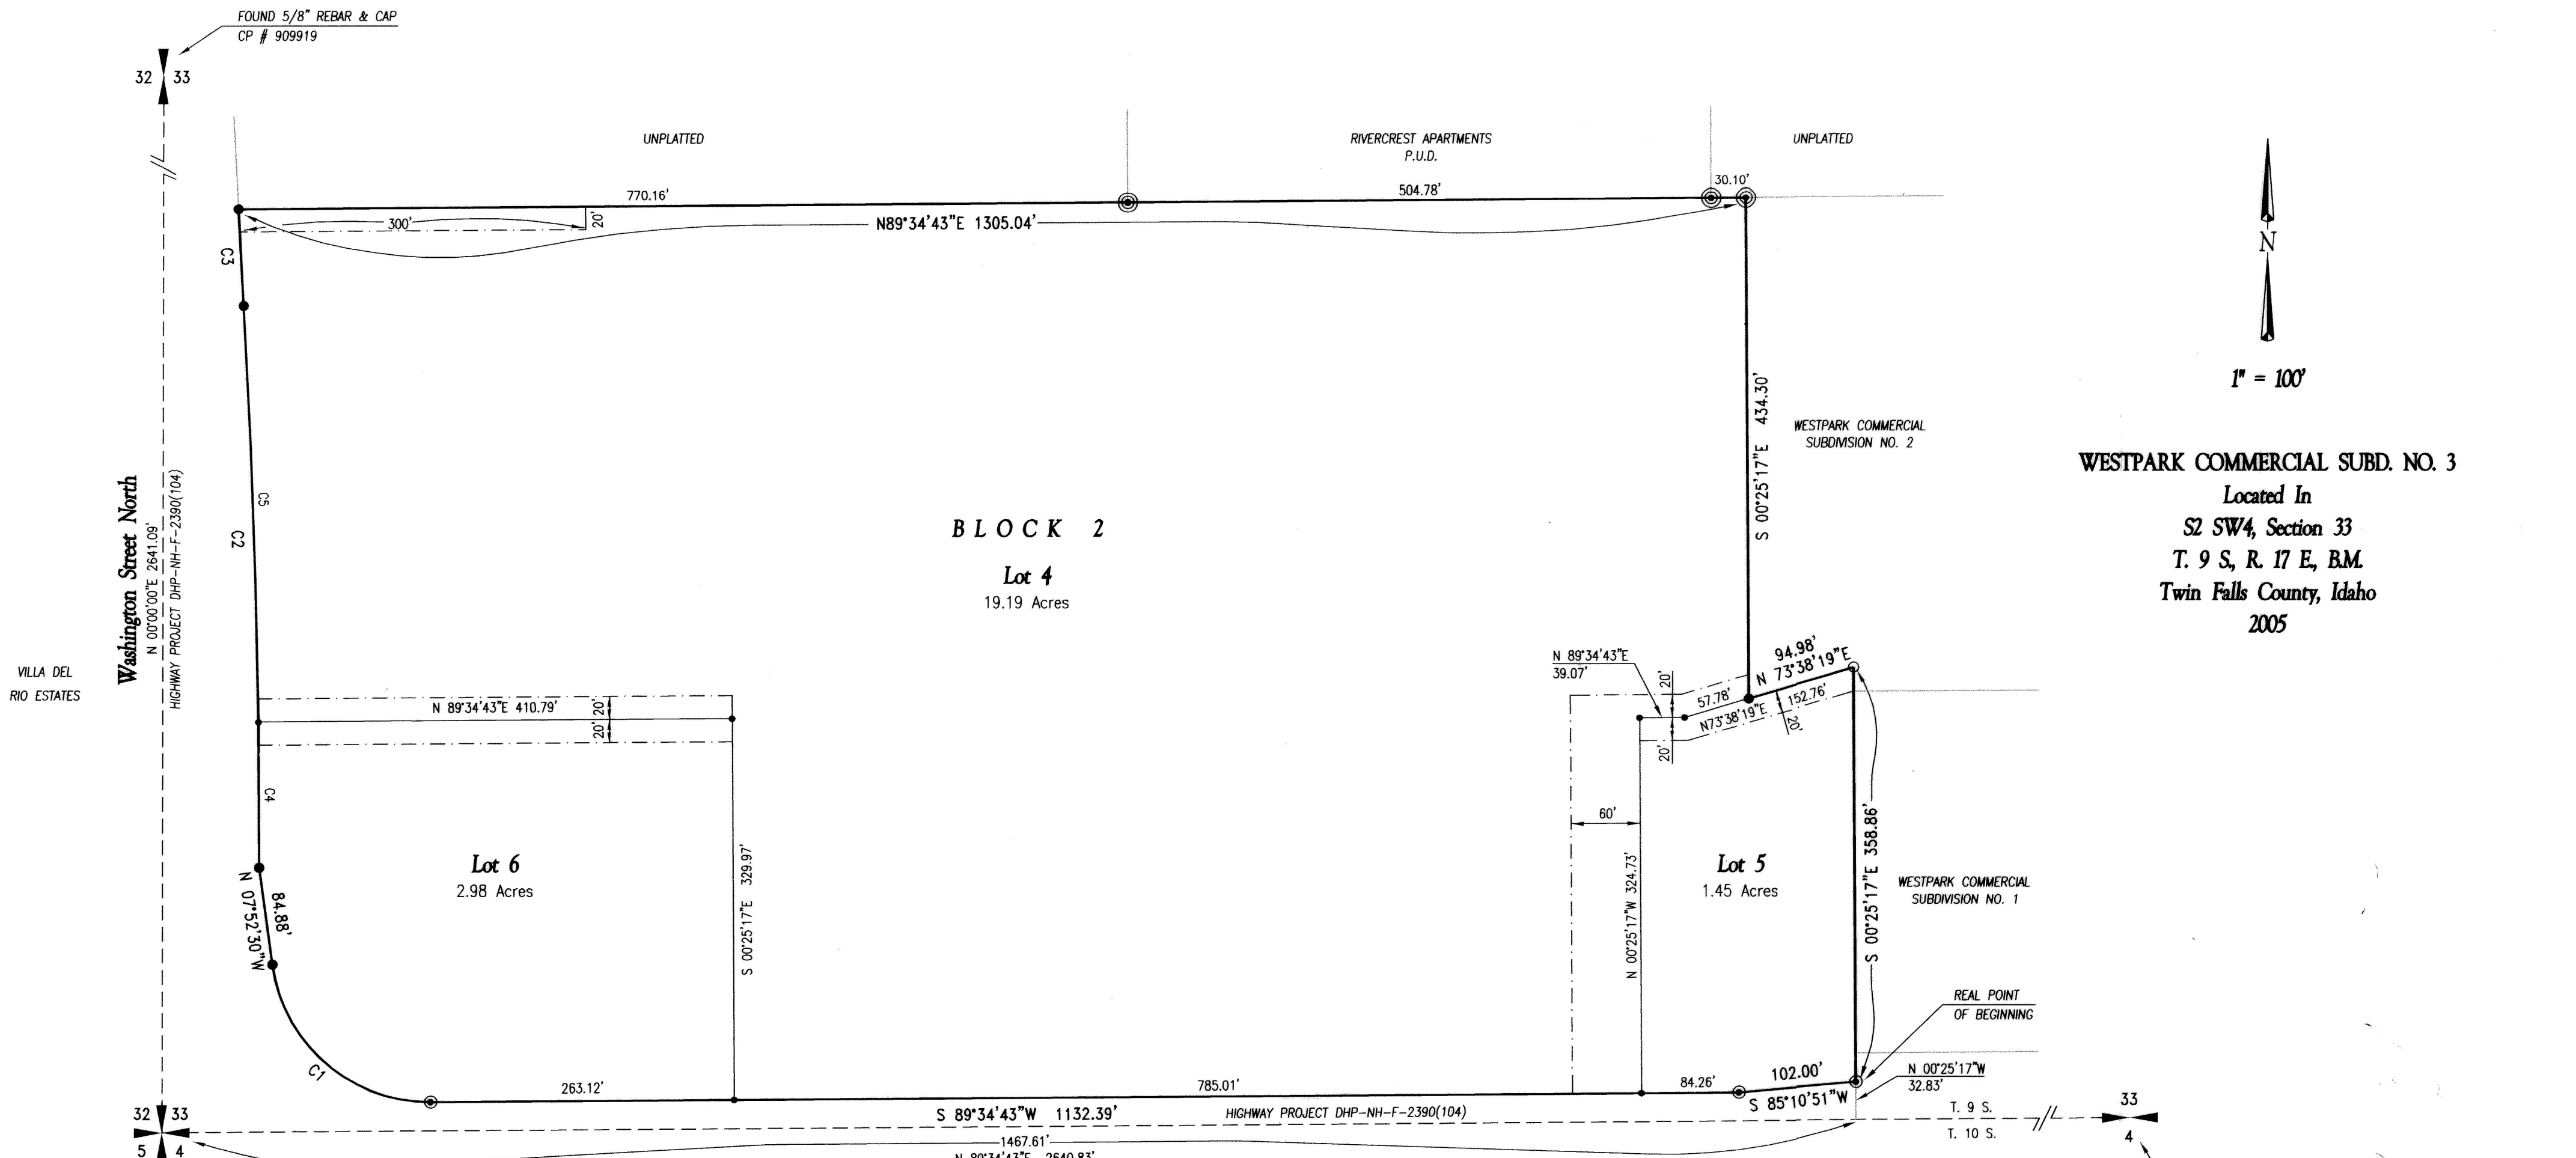 FOUND 5/8" REBAR & CAP
CP # 909919
32 33
UNPLATTED
RIVERCREST APARTMENTS
P.U.D.
UNPLATTED
770.16'
504.78'
30.10'
300'
20'
N89°34'43"E 1305.04'
C3
N
1" = 100'
S 00°25'17"E 434.30'
WESTPARK COMMERCIAL
SUBDIVISION NO. 2
WESTPARK COMMERCIAL SUBD. NO. 3
Located In
S2 SW4, Section 33
T. 9 S., R. 17 E., B.M.
Twin Falls County, Idaho
2005
Washington Street North
N 00°00'00"E 2641.09'
HIGHWAY PROJECT DHP-NH-F-2390(104)
C5
C2
BLOCK 2
Lot 4
19.19 Acres
VILLA DEL
RIO ESTATES
N 89°34'43"E 410.79'
20'
20'
N 89°34'43"E
39.07'
20'
20'
57.78'
94.98'
N 73°38'19"E
152.76'
N73°38'19"E
20'
C4
60'
Lot 6
2.98 Acres
S 00°25'17"E 329.97'
N 00°25'17"W 324.73'
Lot 5
1.45 Acres
S 00°25'17"E 358.86'
WESTPARK COMMERCIAL
SUBDIVISION NO. 1
84.88'
N 07°52'30"W
REAL POINT
OF BEGINNING
C1
263.12'
785.01'
84.26'
102.00'
S 85°10'51"W
N 00°25'17"W
32.83'
S 89°34'43"W 1132.39'
HIGHWAY PROJECT DHP-NH-F-2390(104)
T. 9 S.
T. 10 S.
32 33
5 4
33
4
1467.61'
N 89°34'43"E 2640.83'